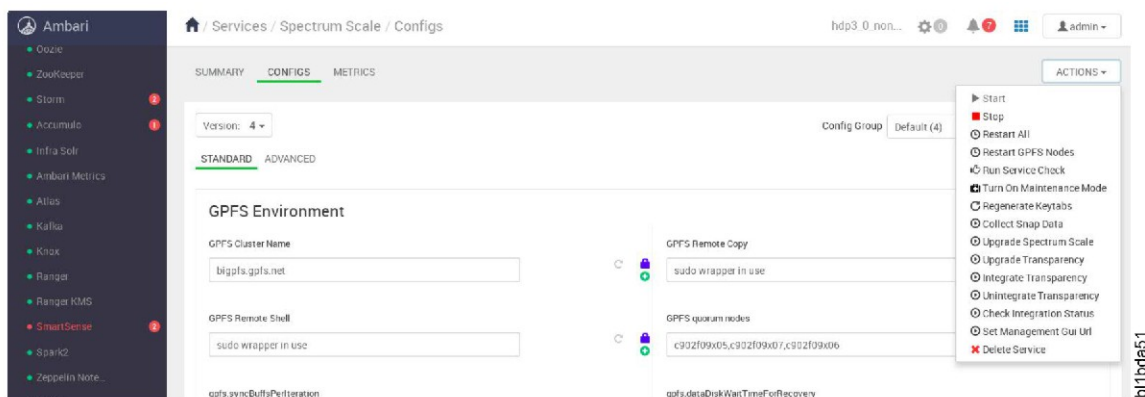 Ambari
/ Services / Spectrum Scale / Configs
hdp3_0_non...
0
7
admin
Oozie
ZooKeeper
Storm 2
Accumulo 1
Infra Solr
Ambari Metrics
Atlas
Kafka
Knox
Ranger
Ranger KMS
SmartSense 2
Spark2
Zeppelin Note...
SUMMARY CONFIGS METRICS
ACTIONS
Version: 4
Config Group Default (4)
STANDARD ADVANCED
GPFS Environment
GPFS Cluster Name
bigpfs.gpfs.net
GPFS Remote Copy
sudo wrapper in use
GPFS Remote Shell
sudo wrapper in use
GPFS quorum nodes
c902f09x05,c902f09x07,c902f09x06
gpfs.syncBuffsPerIteration
gpfs.dataDiskWaitTimeForRecovery
Start
Stop
Restart All
Restart GPFS Nodes
Run Service Check
Turn On Maintenance Mode
Regenerate Keytabs
Collect Snap Data
Upgrade Spectrum Scale
Upgrade Transparency
Integrate Transparency
Unintegrate Transparency
Check Integration Status
Set Management Gui Url
Delete Service
bl1bda51